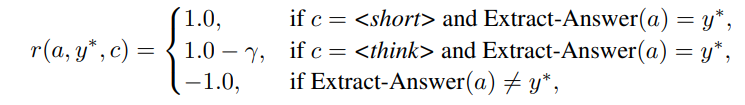 1.0, if c = <short> and Extract-Answer(a) = y*,
r(a, y*, c) = { 1.0 − γ, if c = <think> and Extract-Answer(a) = y*,
−1.0, if Extract-Answer(a) ≠ y*,